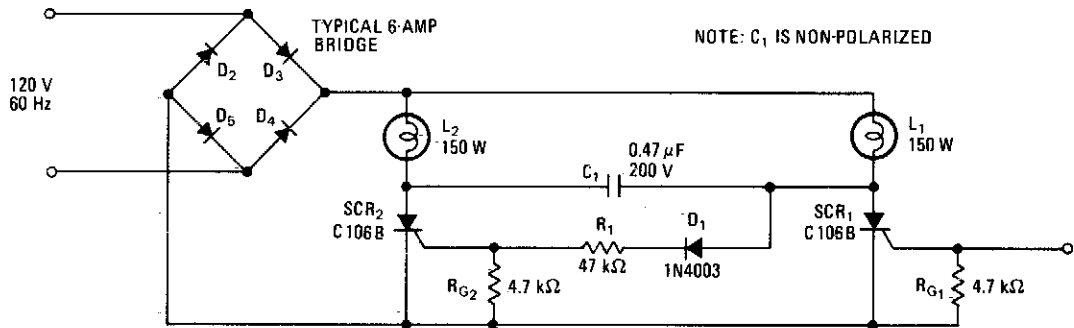 TYPICAL 6-AMP
BRIDGE
NOTE: C1 IS NON-POLARIZED
120 V
60 Hz
D2
D3
D5
D4
L2
150 W
L1
150 W
0.47 µF
200 V
C1
SCR2
C106B
R1
47 kΩ
D1
1N4003
SCR1
C106B
RG2
4.7 kΩ
RG1
4.7 kΩ